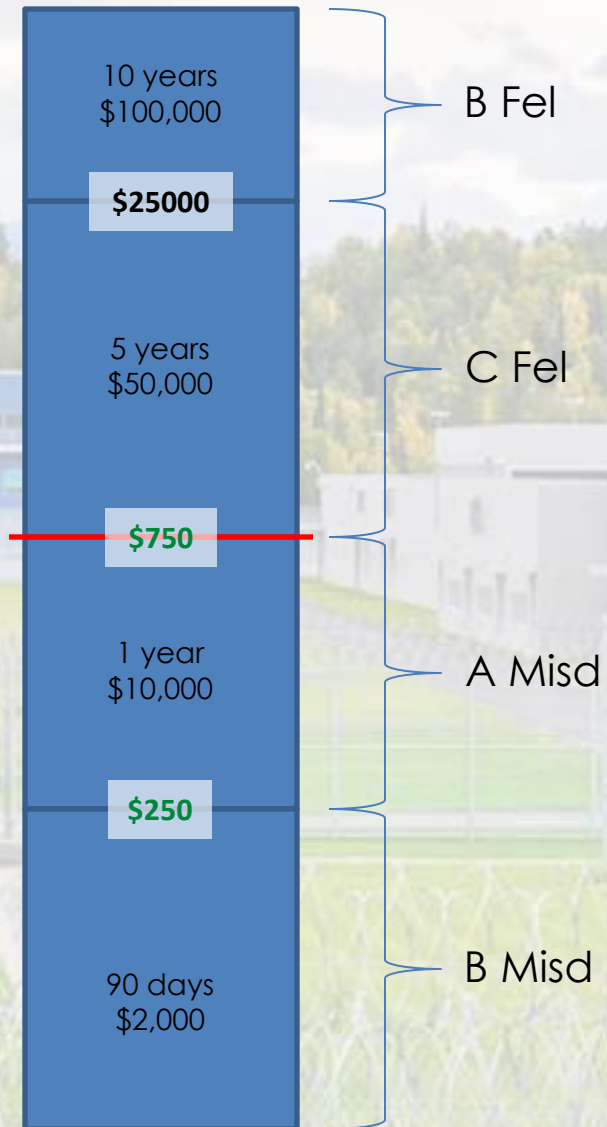 10 years
$100,000
B Fel
$25000
5 years
$50,000
C Fel
$750
1 year
$10,000
A Misd
$250
90 days
$2,000
B Misd